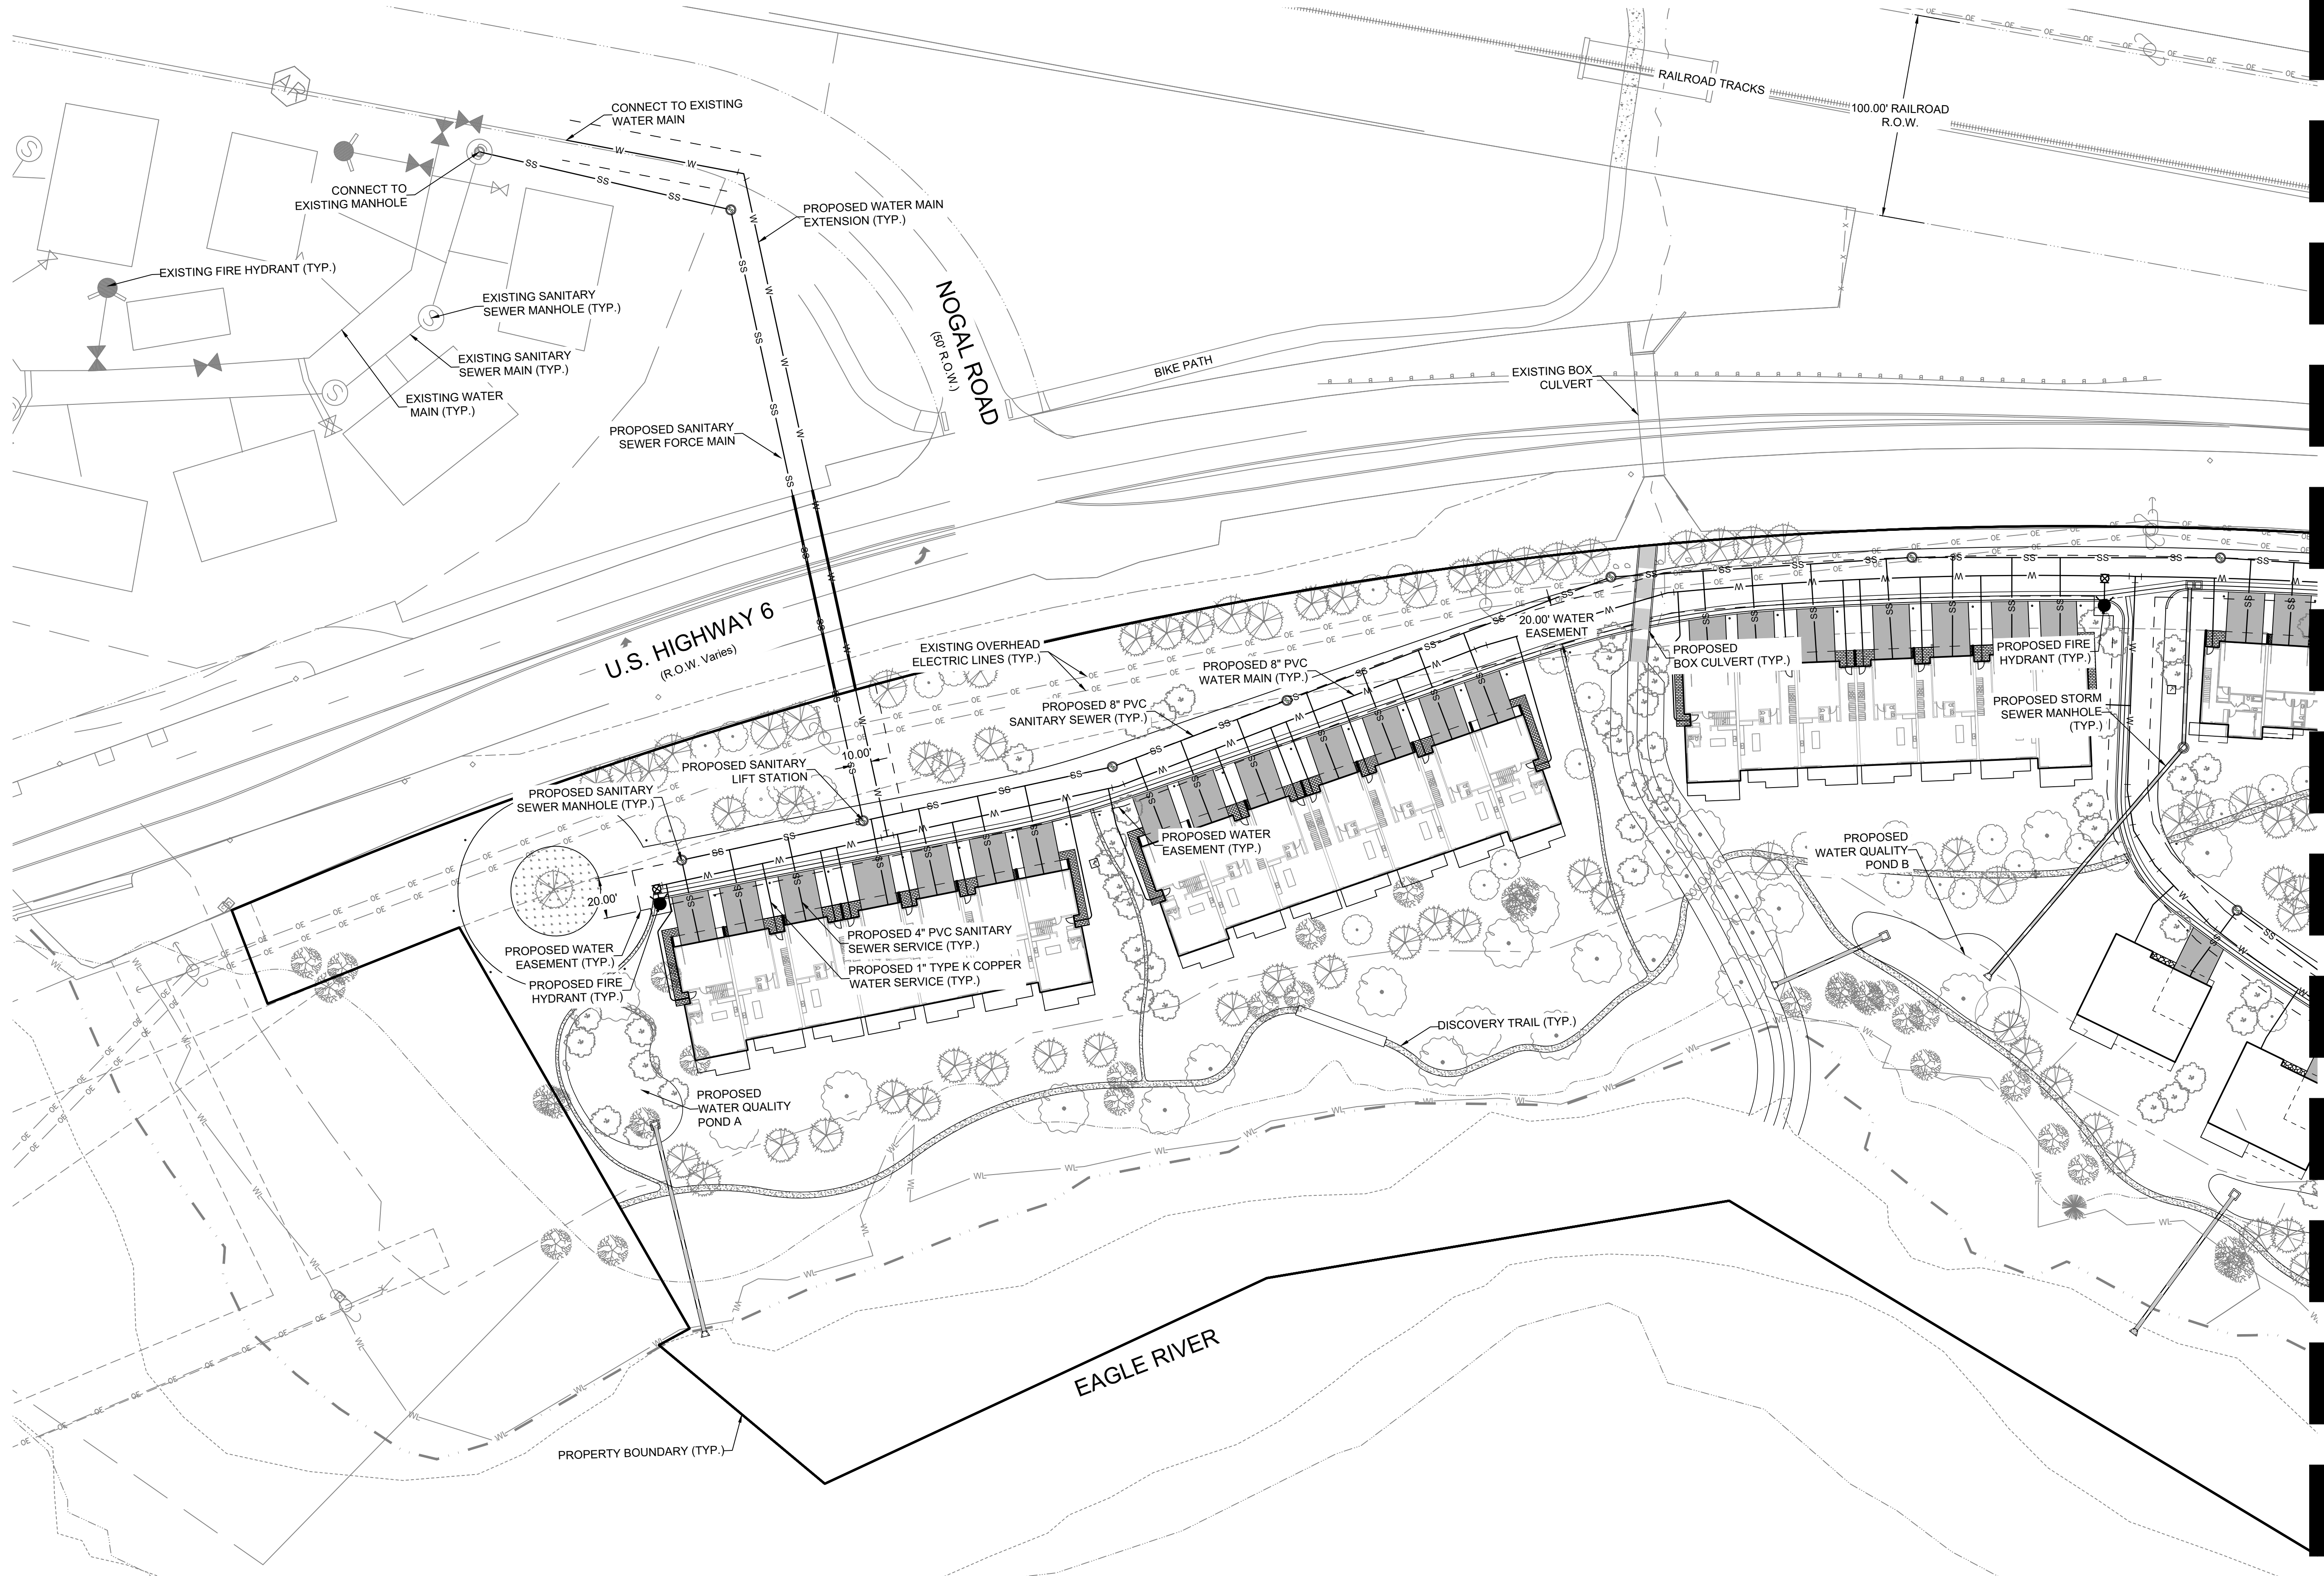 CONNECT TO EXISTING
WATER MAIN
RAILROAD TRACKS
100.00' RAILROAD
R.O.W.
CONNECT TO
EXISTING MANHOLE
PROPOSED WATER MAIN
EXTENSION (TYP.)
EXISTING FIRE HYDRANT (TYP.)
EXISTING SANITARY
SEWER MANHOLE (TYP.)
NOGAL ROAD
(50' R.O.W.)
EXISTING SANITARY
SEWER MAIN (TYP.)
BIKE PATH
EXISTING BOX
CULVERT
EXISTING WATER
MAIN (TYP.)
PROPOSED SANITARY
SEWER FORCE MAIN
U.S. HIGHWAY 6
(R.O.W. Varies)
20.00' WATER
EASEMENT
EXISTING OVERHEAD
ELECTRIC LINES (TYP.)
PROPOSED 8" PVC
WATER MAIN (TYP.)
PROPOSED
BOX CULVERT (TYP.)
PROPOSED FIRE
HYDRANT (TYP.)
PROPOSED 8" PVC
SANITARY SEWER (TYP.)
PROPOSED STORM
SEWER MANHOLE
(TYP.)
10.00'
PROPOSED SANITARY
LIFT STATION
PROPOSED SANITARY
SEWER MANHOLE (TYP.)
PROPOSED WATER
EASEMENT (TYP.)
PROPOSED
WATER QUALITY
POND B
20.00'
PROPOSED 4" PVC SANITARY
SEWER SERVICE (TYP.)
PROPOSED WATER
EASEMENT (TYP.)
PROPOSED 1" TYPE K COPPER
WATER SERVICE (TYP.)
PROPOSED FIRE
HYDRANT (TYP.)
DISCOVERY TRAIL (TYP.)
PROPOSED
WATER QUALITY
POND A
EAGLE RIVER
PROPERTY BOUNDARY (TYP.)